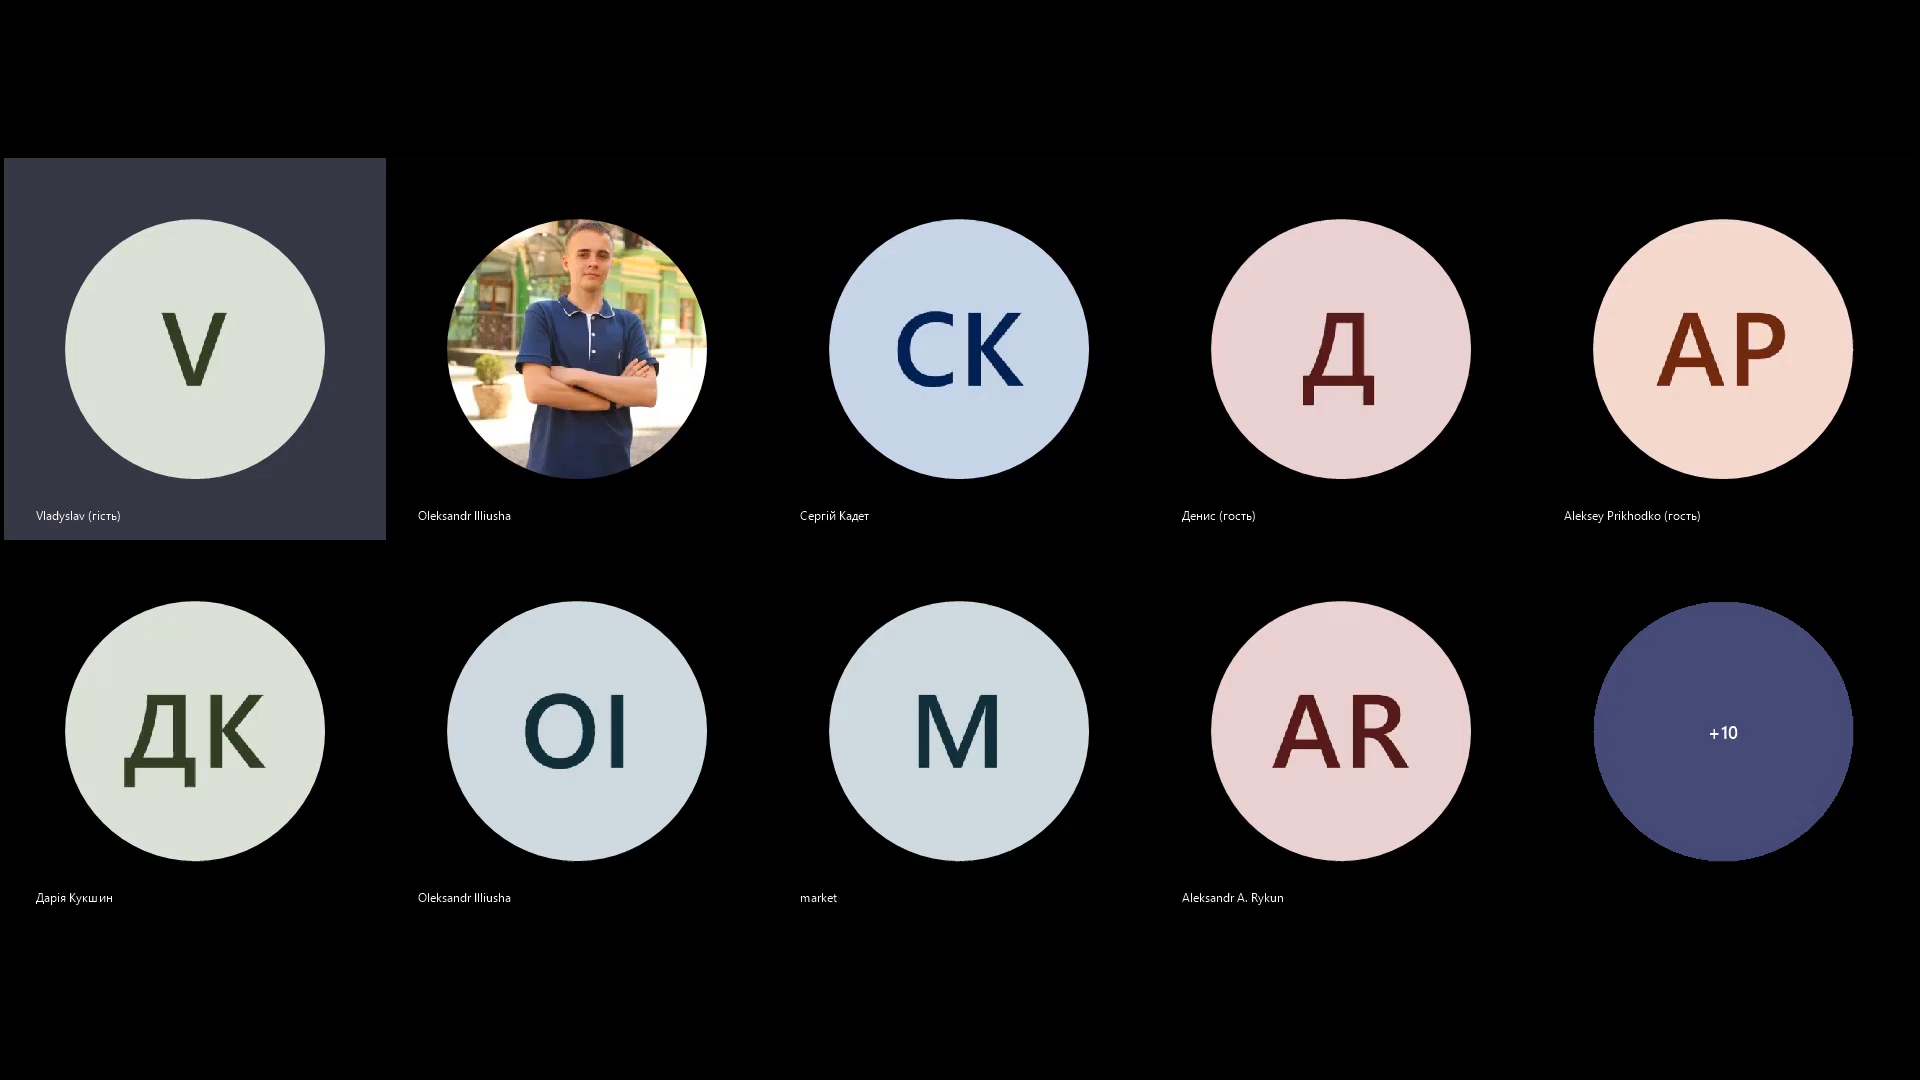 V
Vladyslav (гість)
Oleksandr Illiusha
СК
Сергій Кадет
Д
Денис (гость)
AP
Aleksey Prikhodko (гость)
ДК
Дарія Кукшин
OI
Oleksandr Illiusha
M
market
AR
Aleksandr A. Rykun
+10